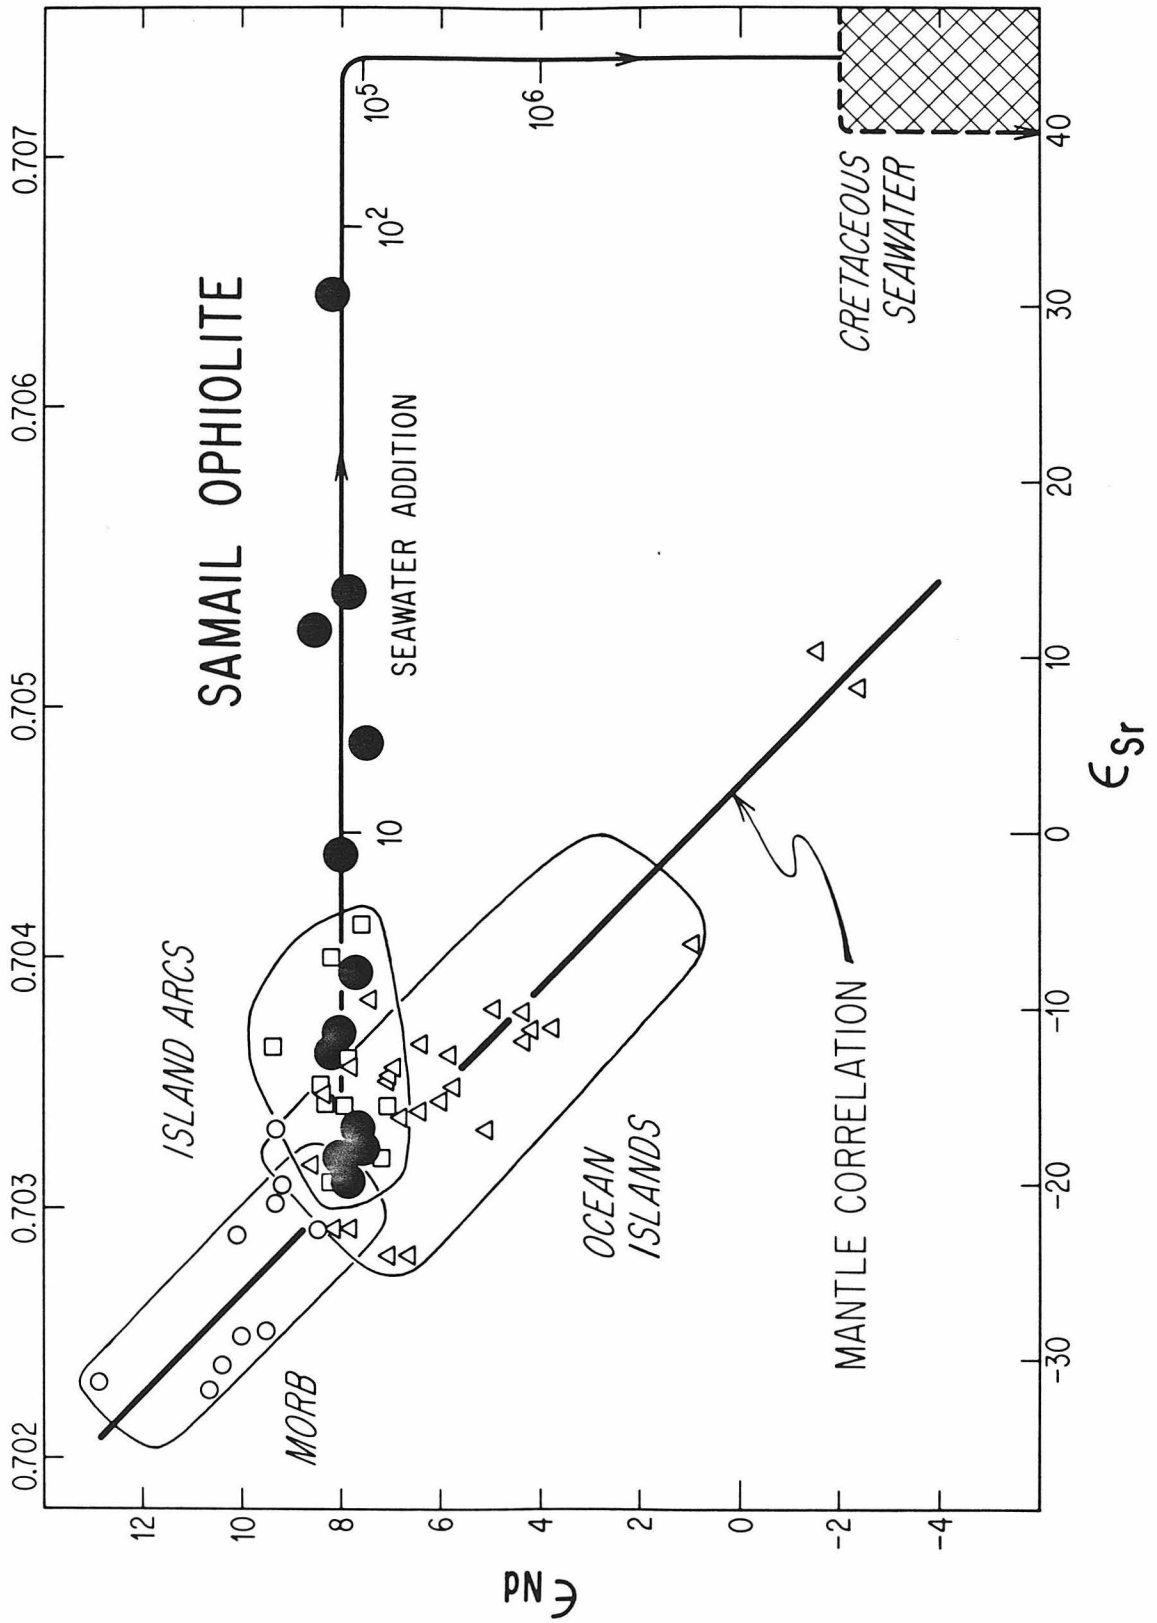 0.702
0.703
0.704
0.705
0.706
0.707
SAMAIL OPHIOLITE
ISLAND ARCS
MORB
10
10²
10⁵
10⁶
SEAWATER ADDITION
OCEAN
ISLANDS
MANTLE CORRELATION
CRETACEOUS
SEAWATER
12
10
8
6
4
2
0
-2
-4
ϵNd
-30
-20
-10
0
10
20
30
40
ϵSr